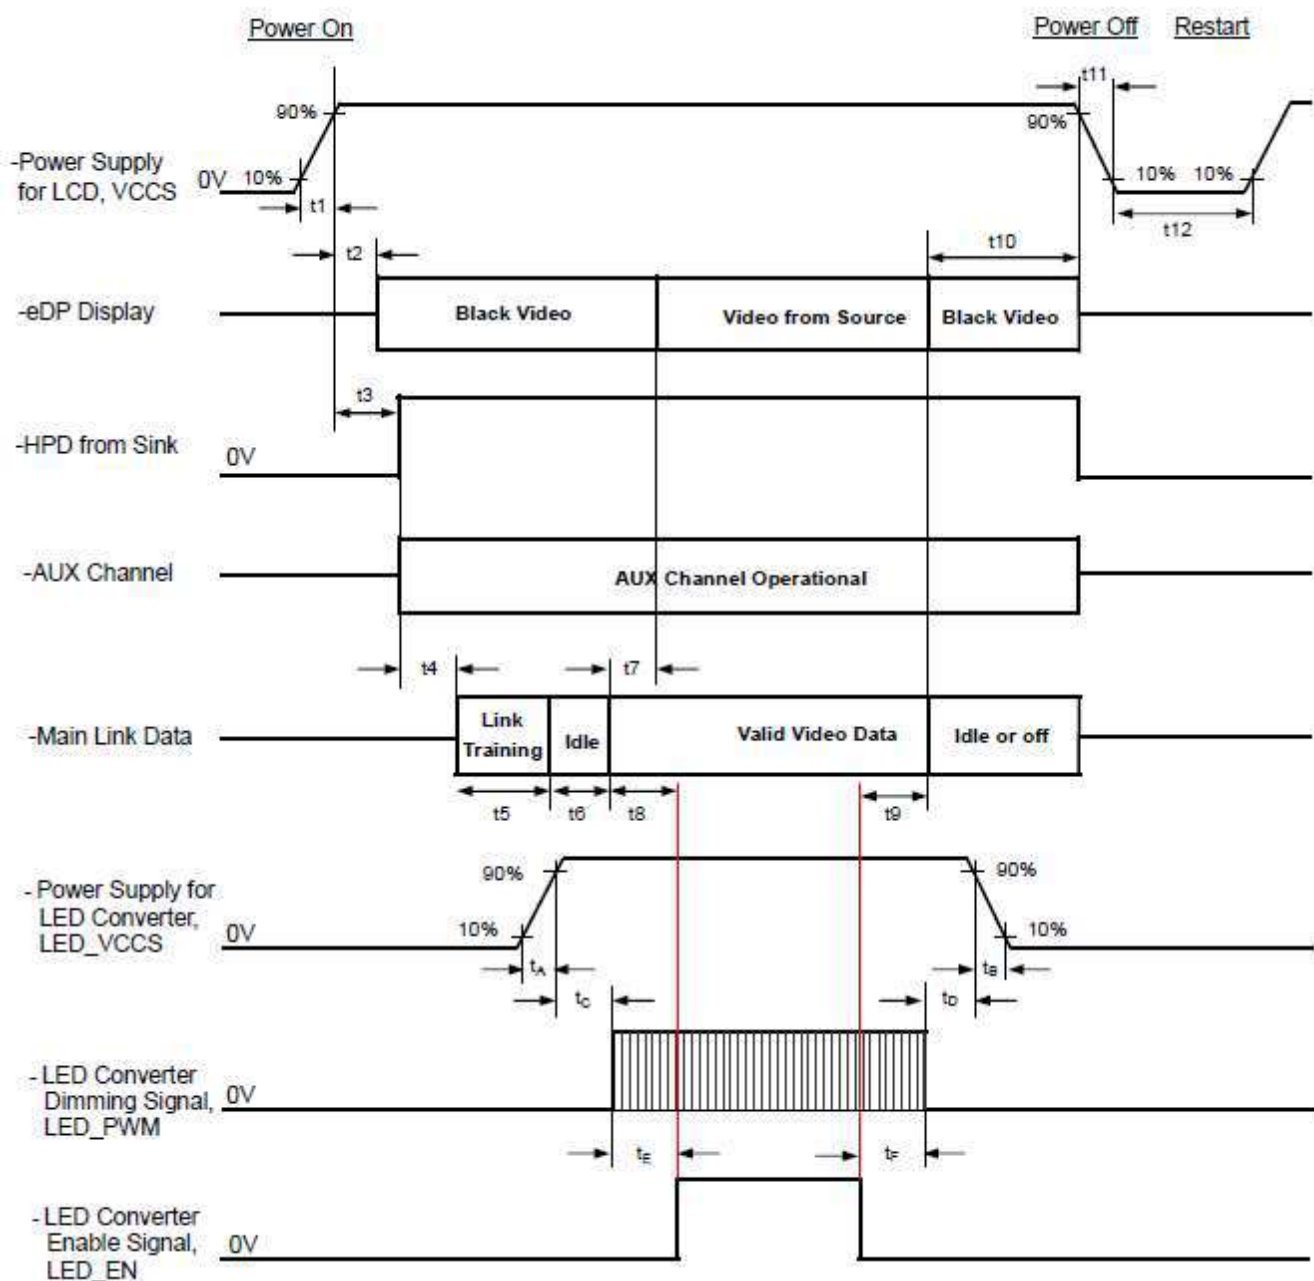 Power On
Power Off
Restart
t11
90%
90%
-Power Supply
for LCD, VCCS
0V
10%
10%
10%
t1
t12
t2
t10
-eDP Display
Black Video
Video from Source
Black Video
t3
-HPD from Sink
0V
-AUX Channel
AUX Channel Operational
t4
t7
-Main Link Data
Link
Training
Idle
Valid Video Data
Idle or off
t5
t6
t8
t9
90%
90%
- Power Supply for
LED Converter,
LED_VCCS
0V
10%
10%
tA
tB
tC
tD
- LED Converter
Dimming Signal,
LED_PWM
0V
tE
tF
- LED Converter
Enable Signal,
LED_EN
0V